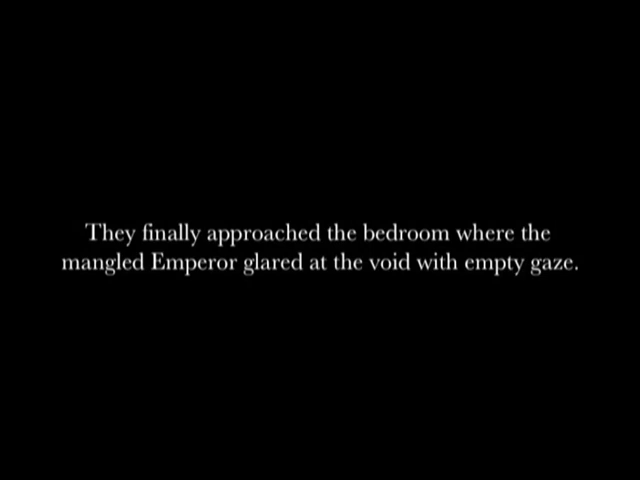 They finally approached the bedroom where the
mangled Emperor glared at the void with empty gaze.